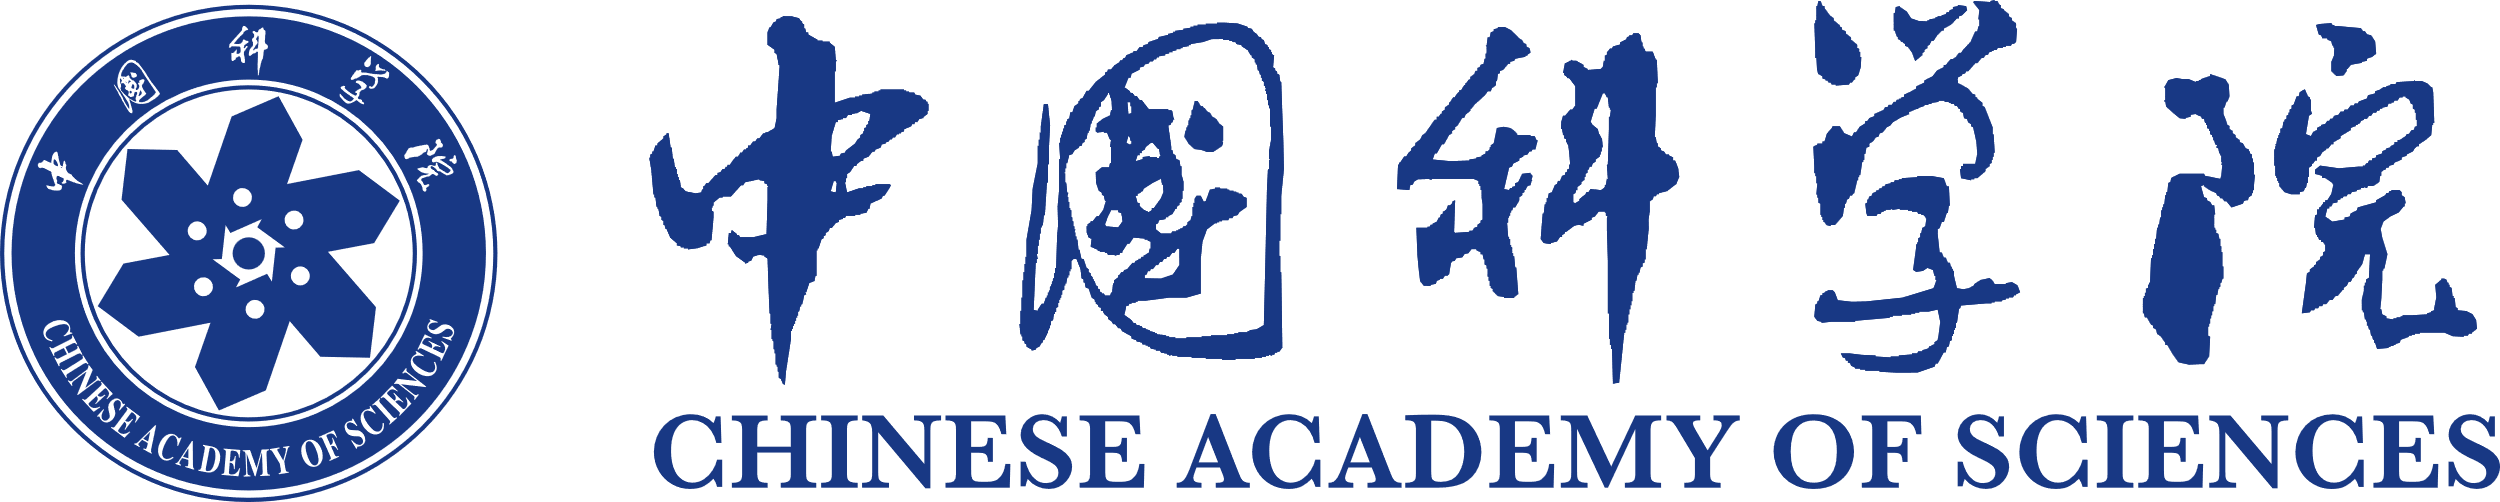 中国科学院
CHINESE ACADEMY OF SCIENCES
中国科学院
CHINESE ACADEMY OF SCIENCES